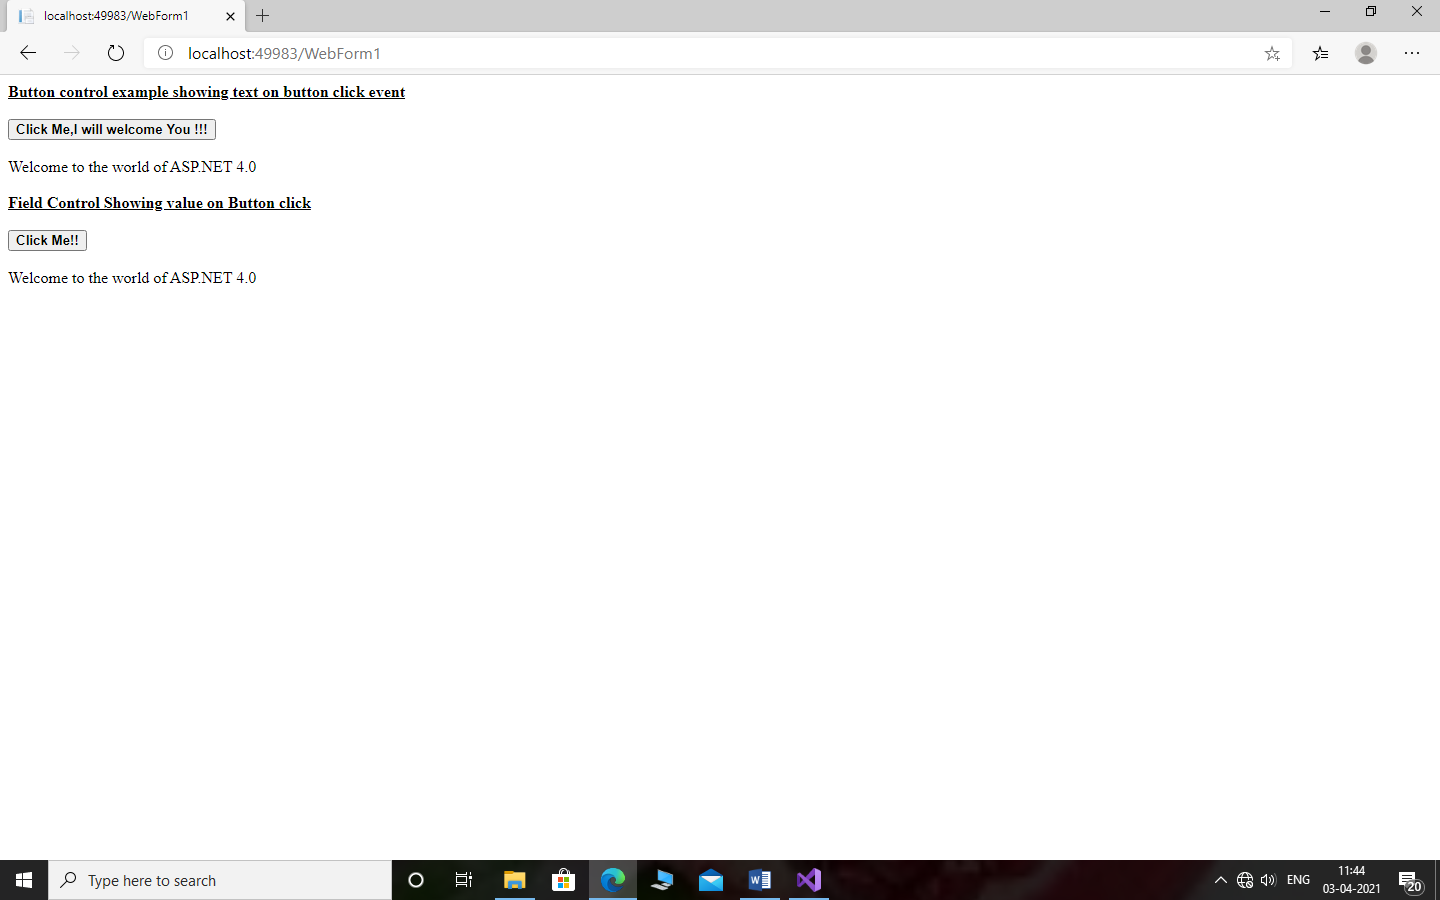 localhost:49983/WebForm1
localhost:49983/WebForm1
Button control example showing text on button click event
Click Me,I will welcome You !!!
Welcome to the world of ASP.NET 4.0
Field Control Showing value on Button click
Click Me!!
Welcome to the world of ASP.NET 4.0
Type here to search
ENG
11:44
03-04-2021
20